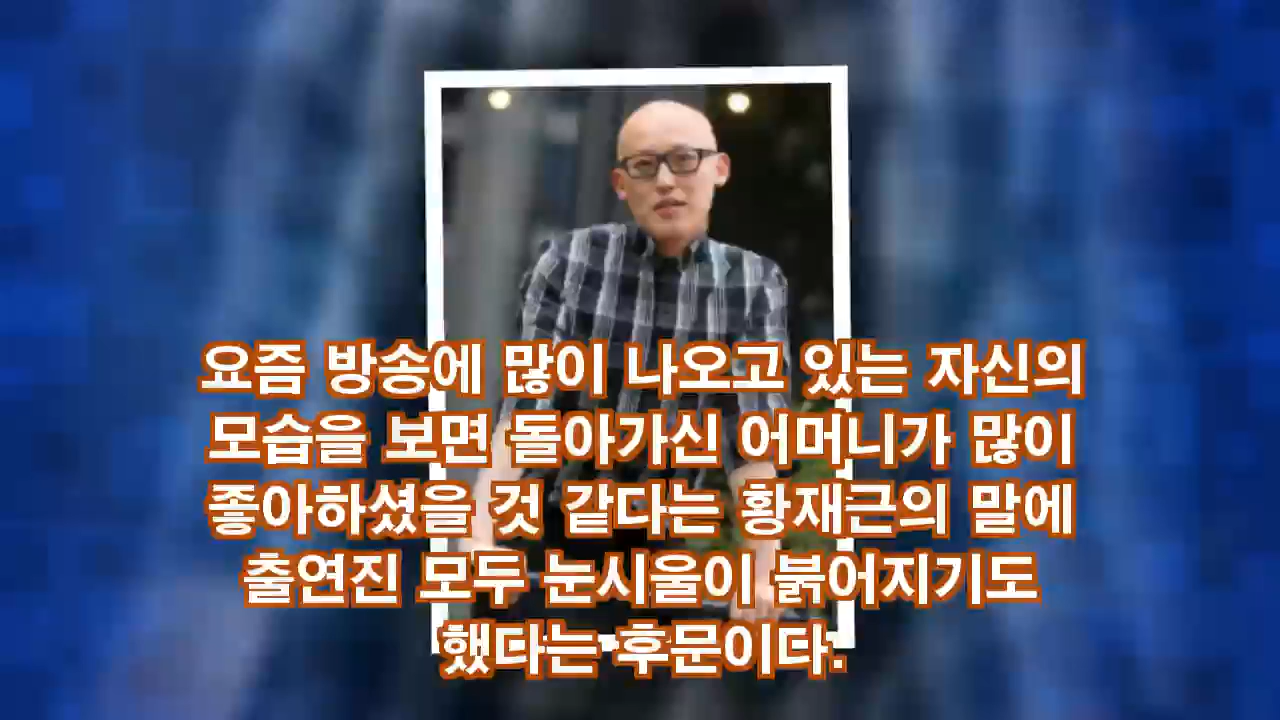 요즘 방송에 많이 나오고 있는 자신의
모습을 보면 돌아가신 어머니가 많이
좋아하셨을 것 같다는 황재근의 말에
출연진 모두 눈시울이 붉어지기도
했다는 후문이다.